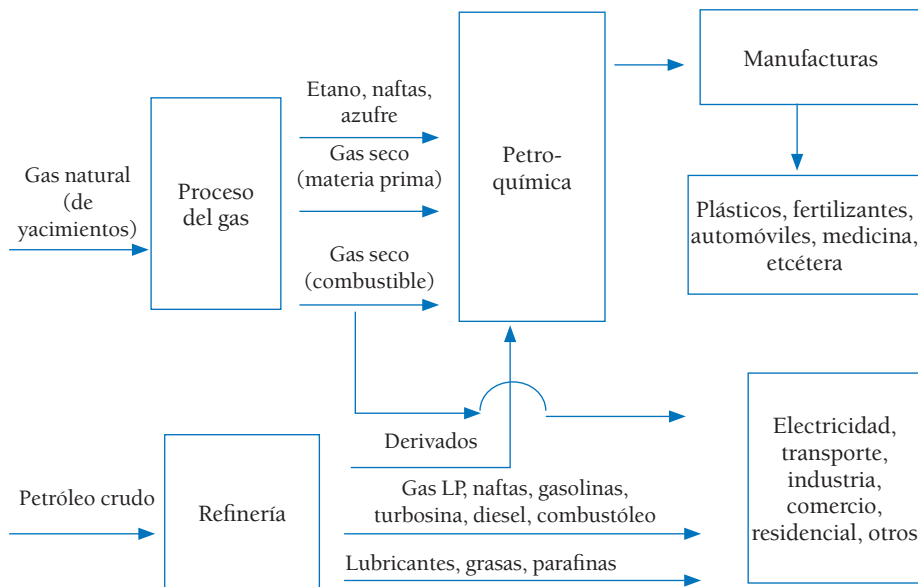 Manufacturas
Etano, naftas,
azufre
Gas seco
(materia prima)
Petro-
química
Gas natural
(de
yacimientos)
Proceso
del gas
Plásticos, fertilizantes,
automóviles, medicina,
etcétera
Gas seco
(combustible)
Derivados
Electricidad,
transporte,
industria,
comercio,
residencial, otros
Petróleo crudo
Refinería
Gas LP, naftas, gasolinas,
turbosina, diesel, combustóleo
Lubricantes, grasas, parafinas